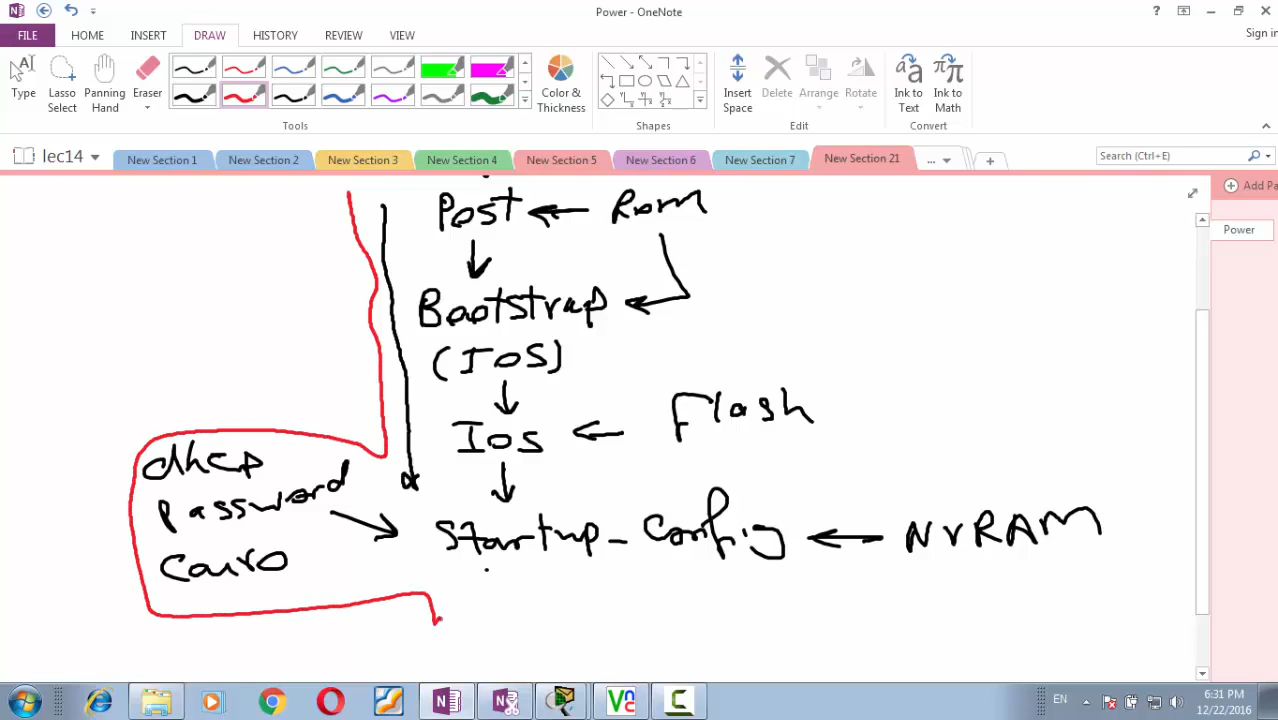 Power - OneNote
? Sign in
FILE HOME INSERT DRAW HISTORY REVIEW VIEW
Type
Lasso Select
Panning Hand
Eraser
Color & Thickness
Insert Space
Delete
Arrange
Rotate
Ink to Text
Ink to Math
Tools
Shapes
Edit
Convert
lec14
New Section 1
New Section 2
New Section 3
New Section 4
New Section 5
New Section 6
New Section 7
New Section 21
...
Search (Ctrl+E)
Add Pa
Power
Post ← Rom
Bootstrap
(IOS)
Ios ← Flash
dhcp
password
Cairo
Startup-Config ← NVRAM
EN
6:31 PM
12/22/2016